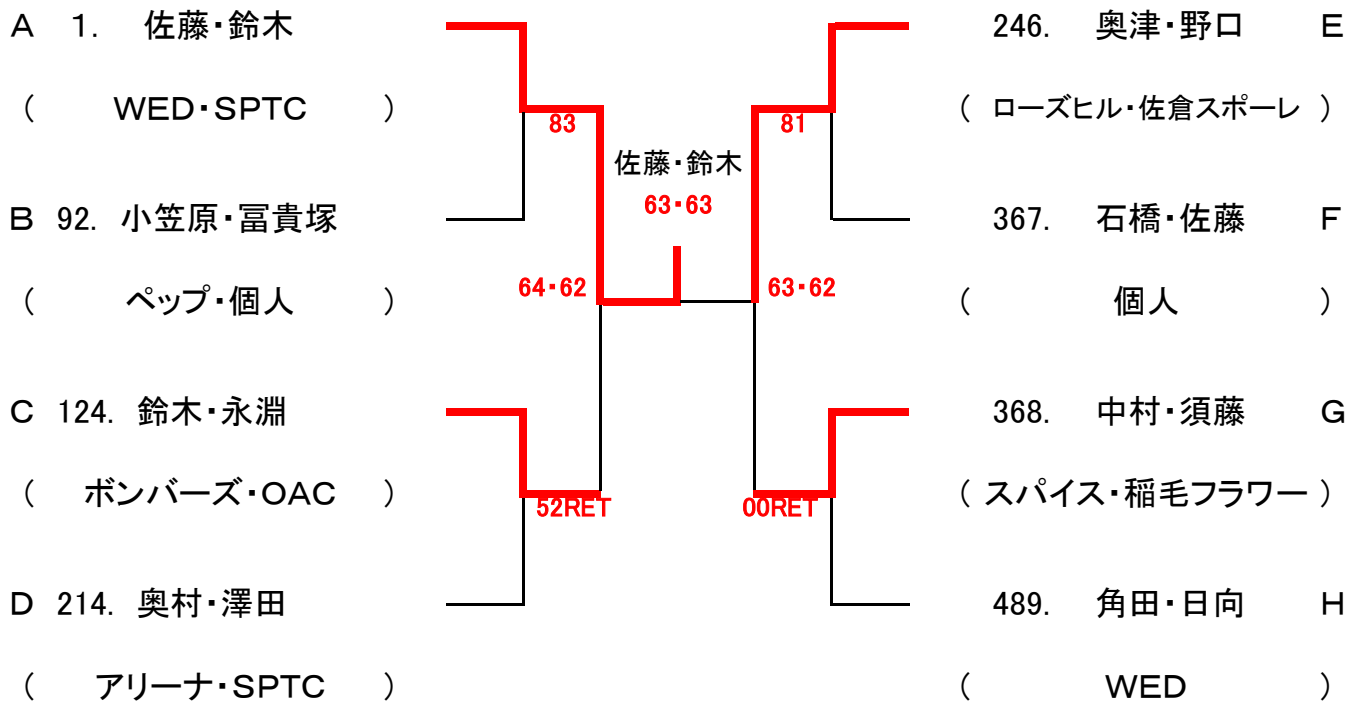 A 1. 佐藤・鈴木
( WED・SPTC )
B 92. 小笠原・冨貴塚
( ペップ・個人 )
C 124. 鈴木・永淵
( ボンバーズ・OAC )
D 214. 奥村・澤田
( アリーナ・SPTC )
83
64・62
52RET
佐藤・鈴木
63・63
81
63・62
00RET
246. 奥津・野口 E
( ローズヒル・佐倉スポーレ )
367. 石橋・佐藤 F
( 個人 )
368. 中村・須藤 G
( スパイス・稲毛フラワー )
489. 角田・日向 H
( WED )